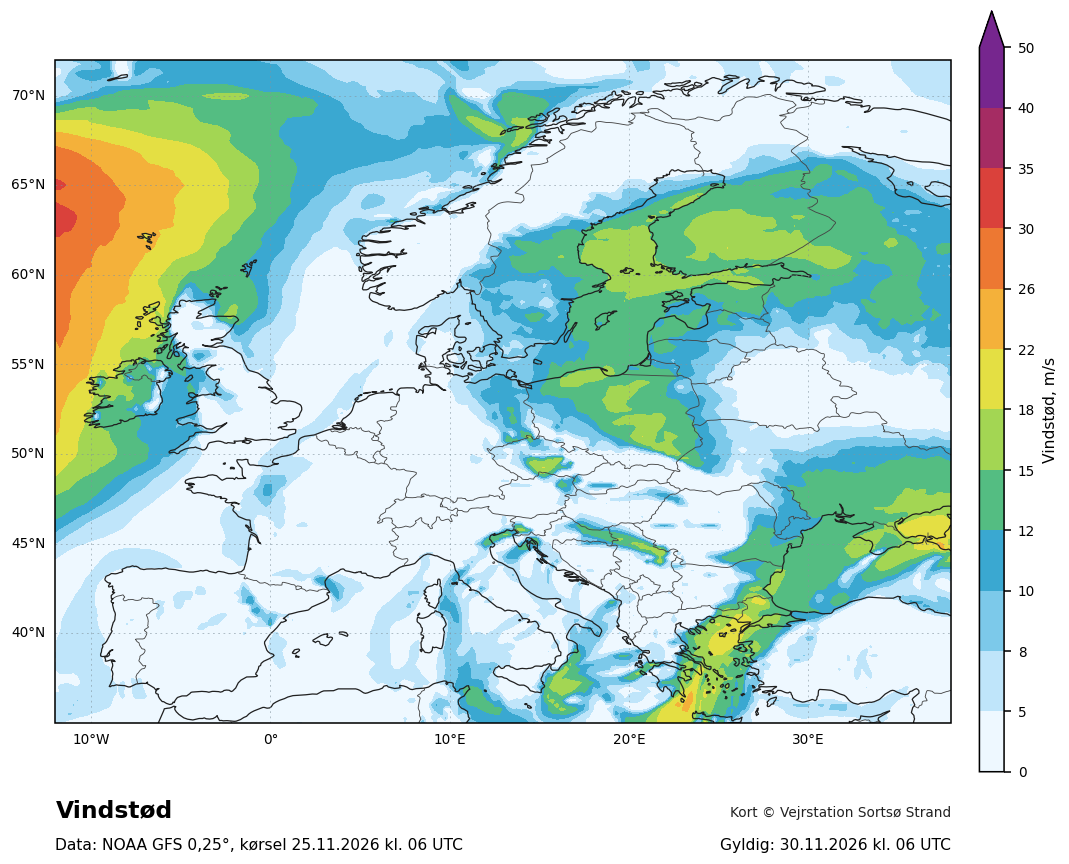 50
40
35
30
26
22
18
15
12
10
8
5
0
Vindstød, m/s
70°N
65°N
60°N
55°N
50°N
45°N
40°N
10°W
0°
10°E
20°E
30°E
Vindstød
Kort © Vejrstation Sortsø Strand
Data: NOAA GFS 0,25°, kørsel 25.11.2026 kl. 06 UTC
Gyldig: 30.11.2026 kl. 06 UTC